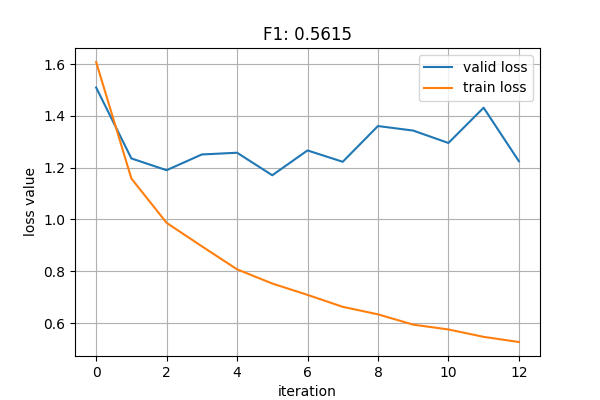 F1: 0.5615
valid loss
train loss
1.6
1.4
1.2
1.0
0.8
0.6
loss value
0 2 4 6 8 10 12
iteration